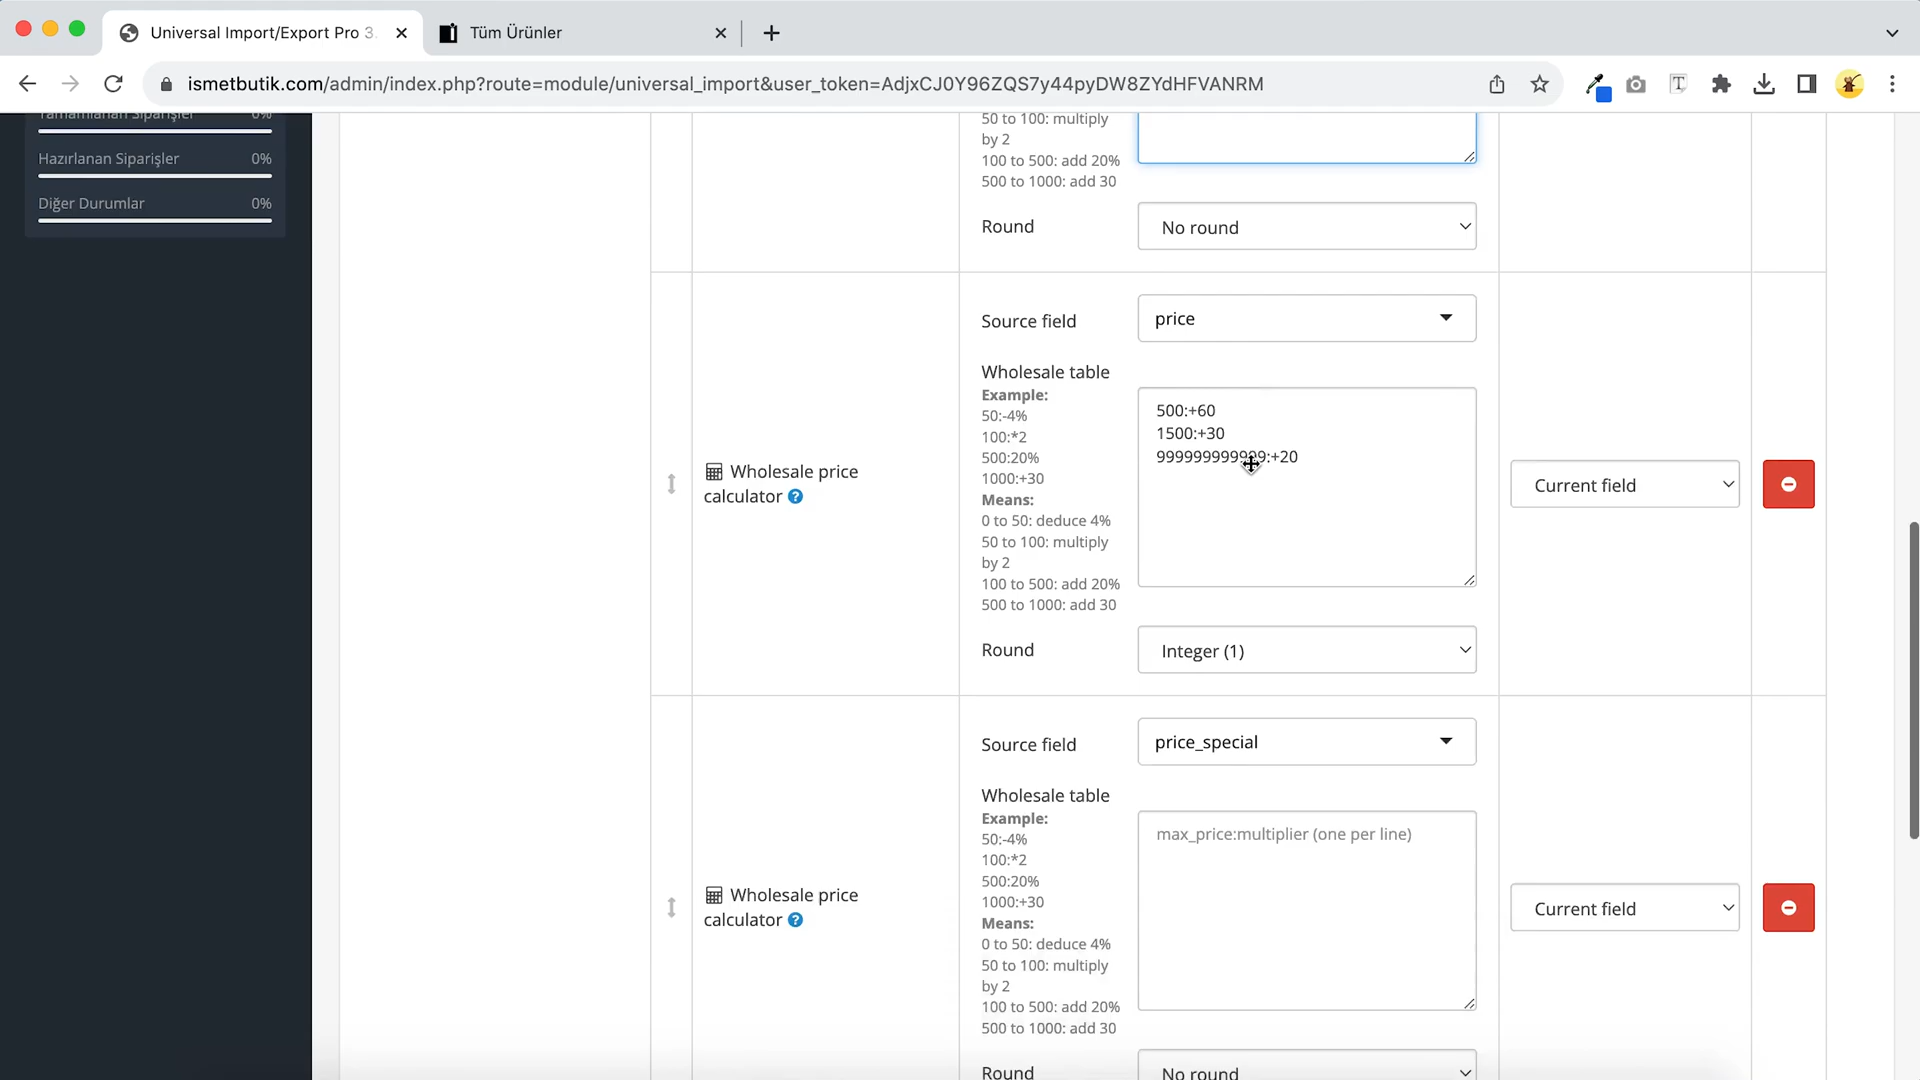 Universal Import/Export Pro 3
Tüm Ürünler
ismetbutik.com/admin/index.php?route=module/universal_import&user_token=AdjxCJ0Y96ZQS7y44pyDW8ZYdHFVANRM
Tamamlanan Siparişler 0%
Hazırlanan Siparişler 0%
Diğer Durumlar 0%
50 to 100: multiply
by 2
100 to 500: add 20%
500 to 1000: add 30
Round
No round
Wholesale price
calculator
Source field
price
Wholesale table
Example:
50:-4%
100:*2
500:20%
1000:+30
Means:
0 to 50: deduce 4%
50 to 100: multiply
by 2
100 to 500: add 20%
500 to 1000: add 30
500:+60
1500:+30
999999999999:+20
Round
Integer (1)
Current field
Wholesale price
calculator
Source field
price_special
Wholesale table
Example:
50:-4%
100:*2
500:20%
1000:+30
Means:
0 to 50: deduce 4%
50 to 100: multiply
by 2
100 to 500: add 20%
500 to 1000: add 30
max_price:multiplier (one per line)
Round
No round
Current field